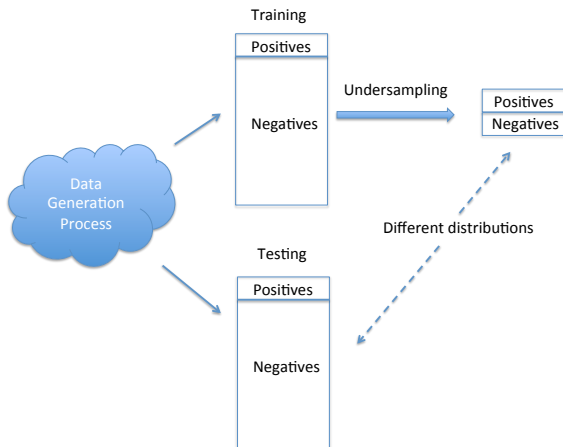 Training
Positives
Negatives
Undersampling
Positives
Negatives
Data
Generation
Process
Different distributions
Testing
Positives
Negatives